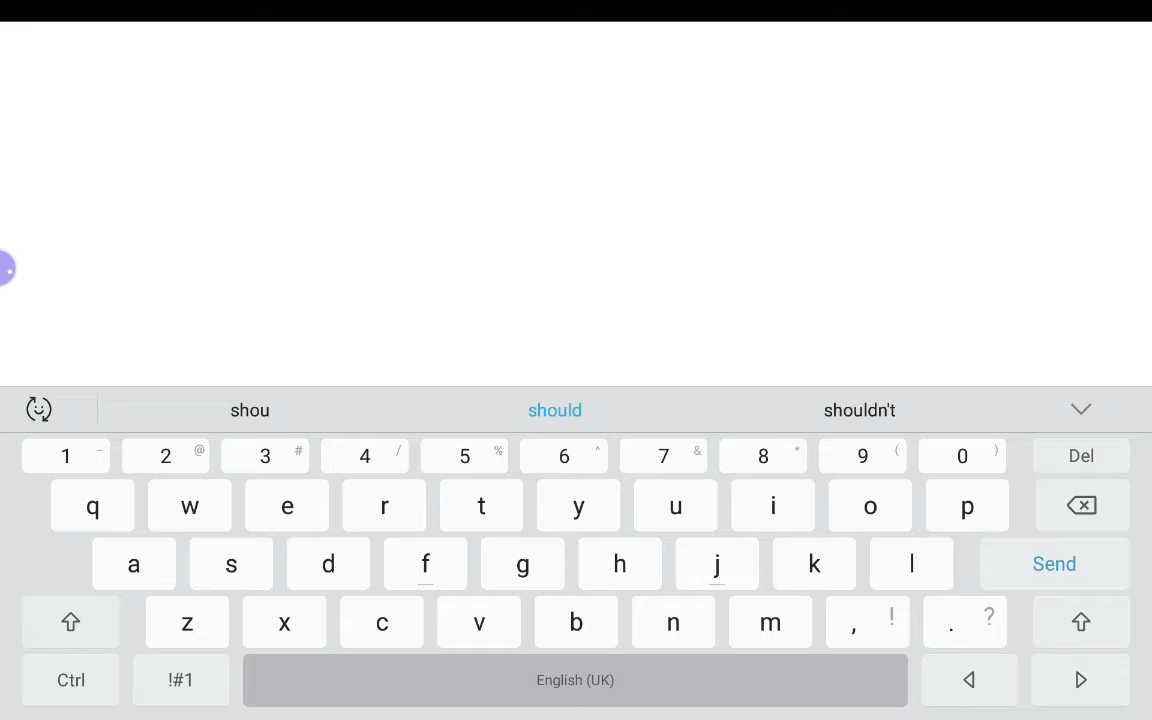 shou should shouldn't
1 - 2 @ 3 # 4 / 5 % 6 ^ 7 & 8 * 9 ( 0 ) Del
q w e r t y u i o p
a s d f g h j k l Send
z x c v b n m , ! . ?
Ctrl !#1 English (UK)